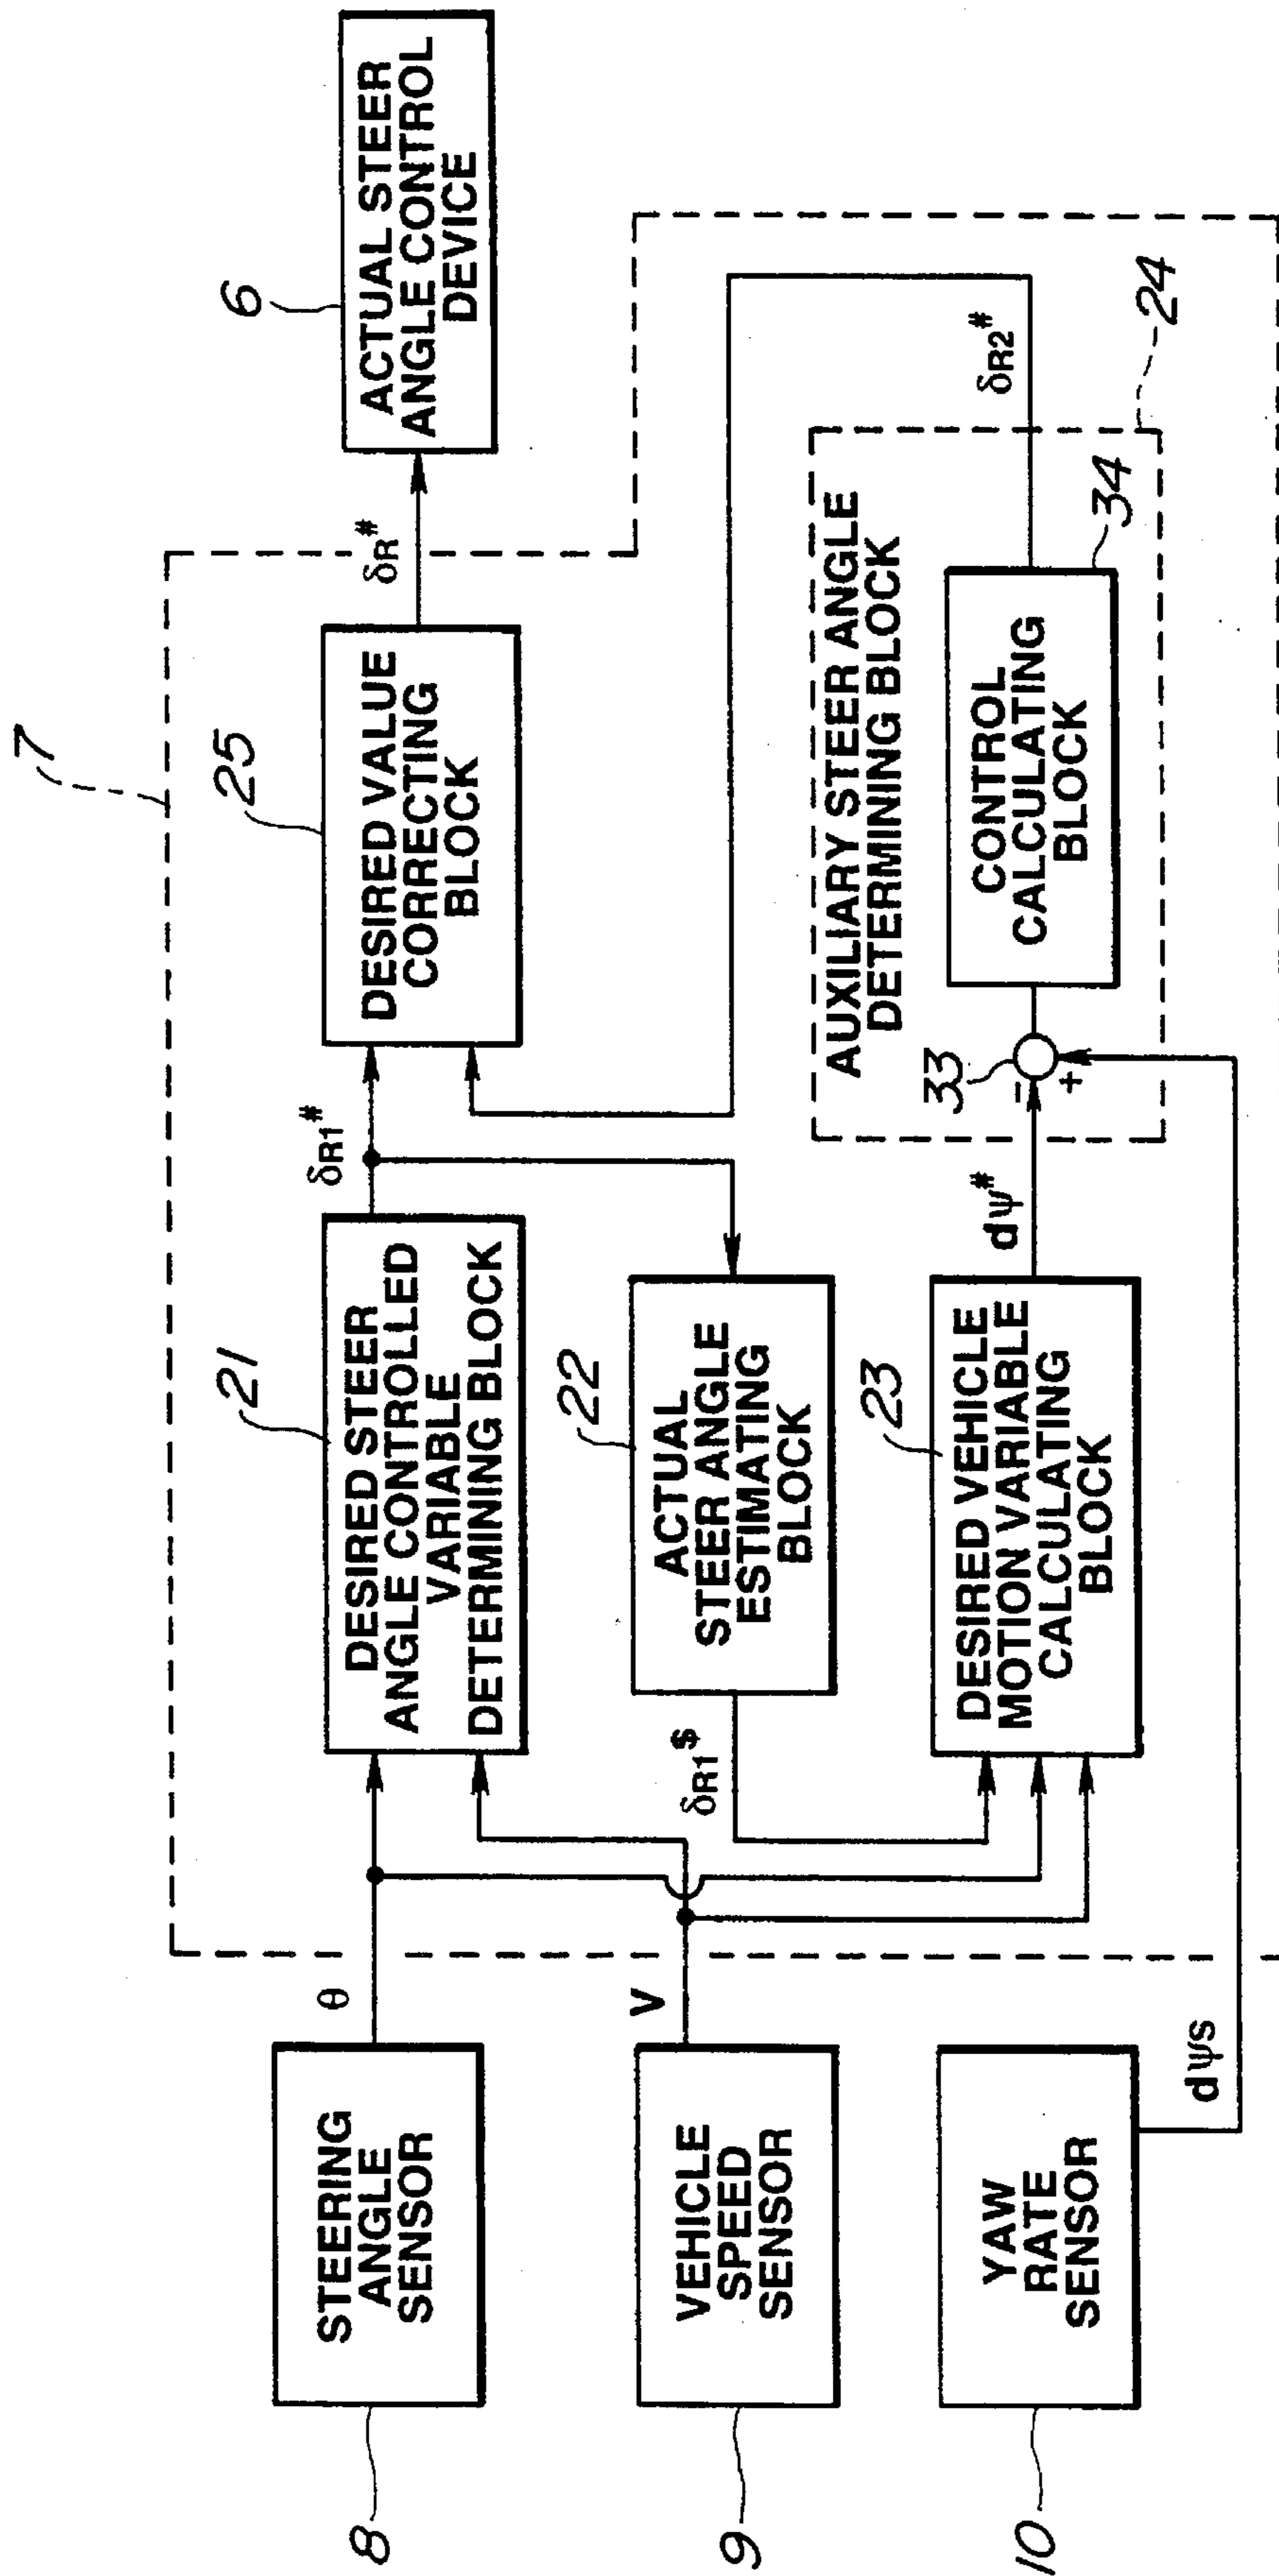 7
8
STEERING
ANGLE
SENSOR
θ
21
DESIRED STEER
ANGLE CONTROLLED
VARIABLE
DETERMINING BLOCK
δR1#
25
DESIRED VALUE
CORRECTING
BLOCK
δR#
6
ACTUAL STEER
ANGLE CONTROL
DEVICE
9
VEHICLE
SPEED
SENSOR
V
δR1$
22
ACTUAL
STEER ANGLE
ESTIMATING
BLOCK
10
YAW
RATE
SENSOR
dψs
23
DESIRED VEHICLE
MOTION VARIABLE
CALCULATING
BLOCK
dψ#
AUXILIARY STEER ANGLE
DETERMINING BLOCK
33
−
+
CONTROL
CALCULATING
BLOCK
34
δR2#
24